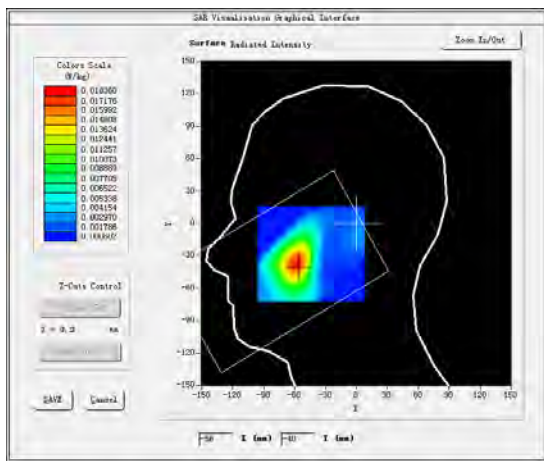 SAR Visualisation Graphical Interface
Surface Radiated Intensity
Zoom In/Out
Colors Scale
(W/kg)
0.018360
0.017176
0.015992
0.014808
0.013624
0.012441
0.011257
0.010073
0.008889
0.007705
0.006522
0.005338
0.004154
0.002970
0.001786
0.000602
150-
120-
90-
60-
30-
0-
-30-
-60-
-90-
-120-
-150-
-150 -120 -90 -60 -30 0 30 60 90 120 150
Z-Cuts Control
SAVE
Cancel
-58 X (mm) -40 Y (mm)